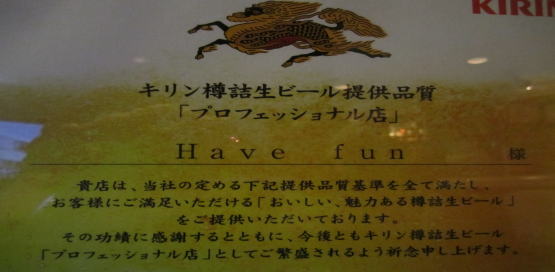 KIRIN
キリン樽詰生ビール提供品質
「プロフェッショナル店」
Have fun 様
貴店は、当社の定める下記提供品質基準を全て満たし、
お客様にご満足いただける「おいしい、魅力ある樽詰生ビール」
をご提供いただいております。
その功績に感謝するとともに、今後ともキリン樽詰生ビール
「プロフェッショナル店」としてご繁盛されるよう祈念申し上げます。